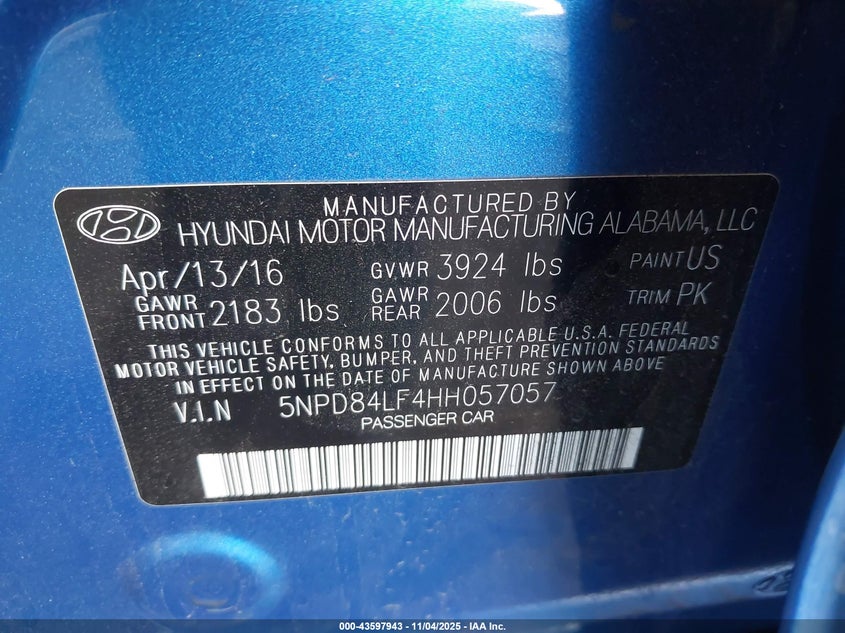 MANUFACTURED BY
HYUNDAI MOTOR MANUFACTURING ALABAMA, LLC
Apr/13/16 GVWR 3924 lbs PAINT US
GAWR FRONT 2183 lbs GAWR REAR 2006 lbs TRIM PK
THIS VEHICLE CONFORMS TO ALL APPLICABLE U.S.A. FEDERAL
MOTOR VEHICLE SAFETY, BUMPER, AND THEFT PREVENTION STANDARDS
IN EFFECT ON THE DATE OF MANUFACTURE SHOWN ABOVE
V.I.N 5NPD84LF4HH057057
PASSENGER CAR
000-43597943 - 11/04/2025 - IAA Inc.